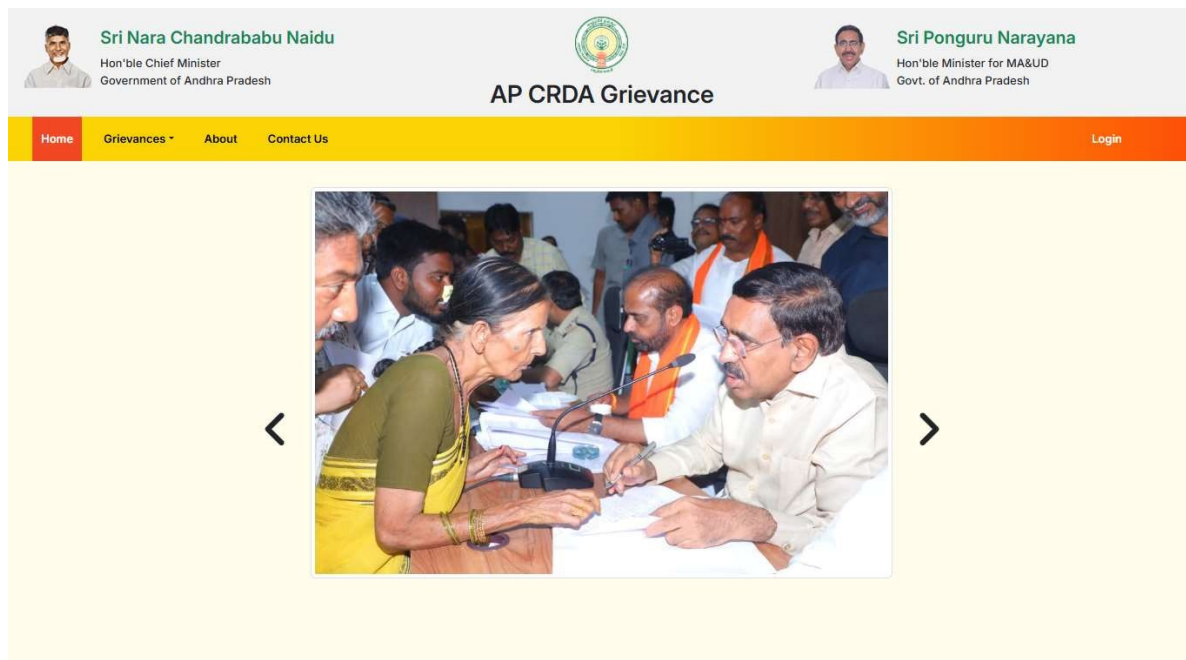 Sri Nara Chandrababu Naidu
Hon'ble Chief Minister
Government of Andhra Pradesh
AP CRDA Grievance
Sri Ponguru Narayana
Hon'ble Minister for MA&UD
Govt. of Andhra Pradesh
Home
Grievances
About
Contact Us
Login